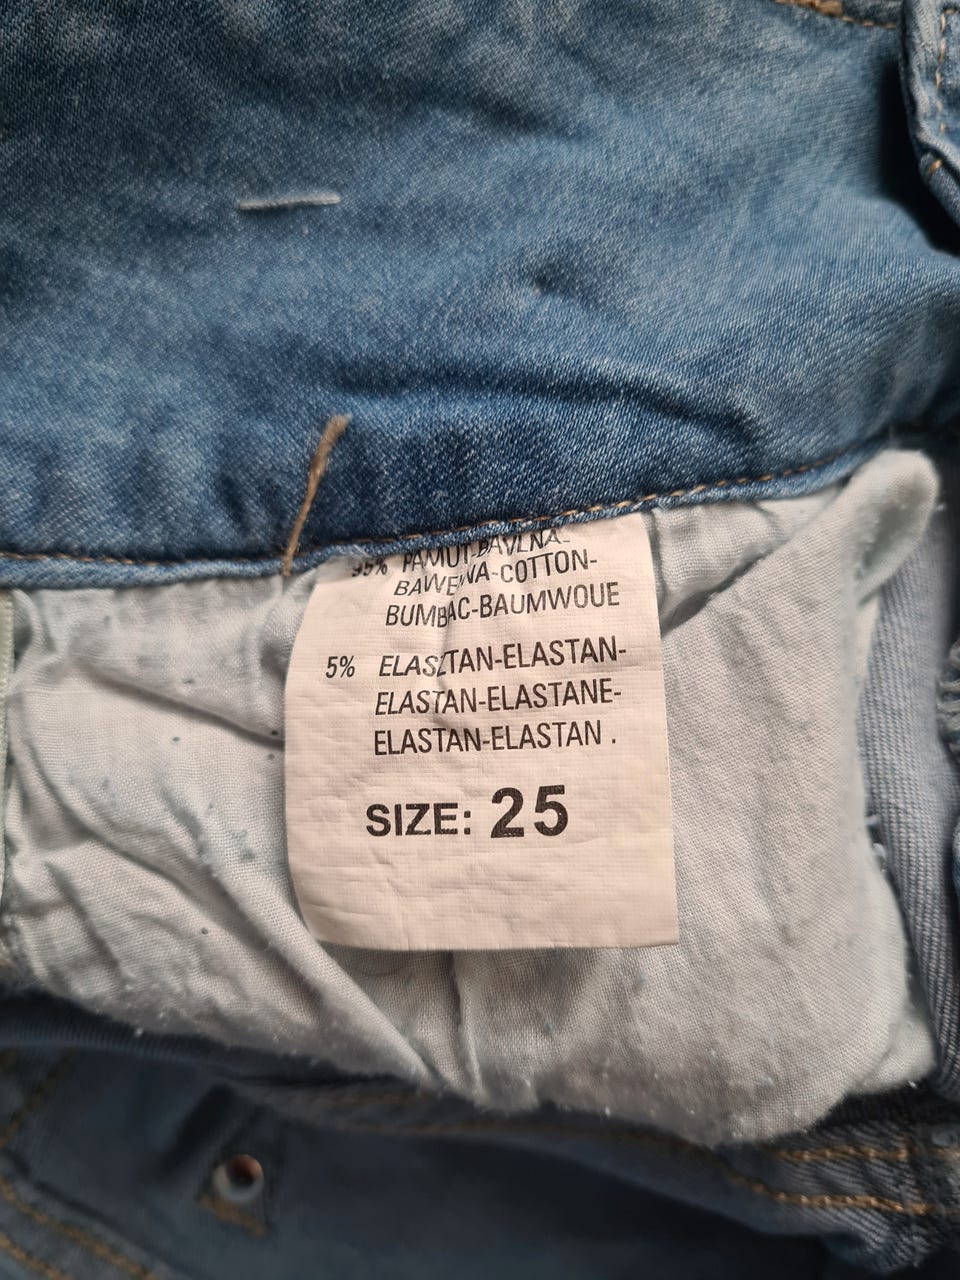 95% PAMUT-BAVLNA-
BAWEŁNA-COTTON-
BUMBAC-BAUMWOUE
5% ELASZTAN-ELASTAN-
ELASTAN-ELASTANE-
ELASTAN-ELASTAN .
SIZE: 25